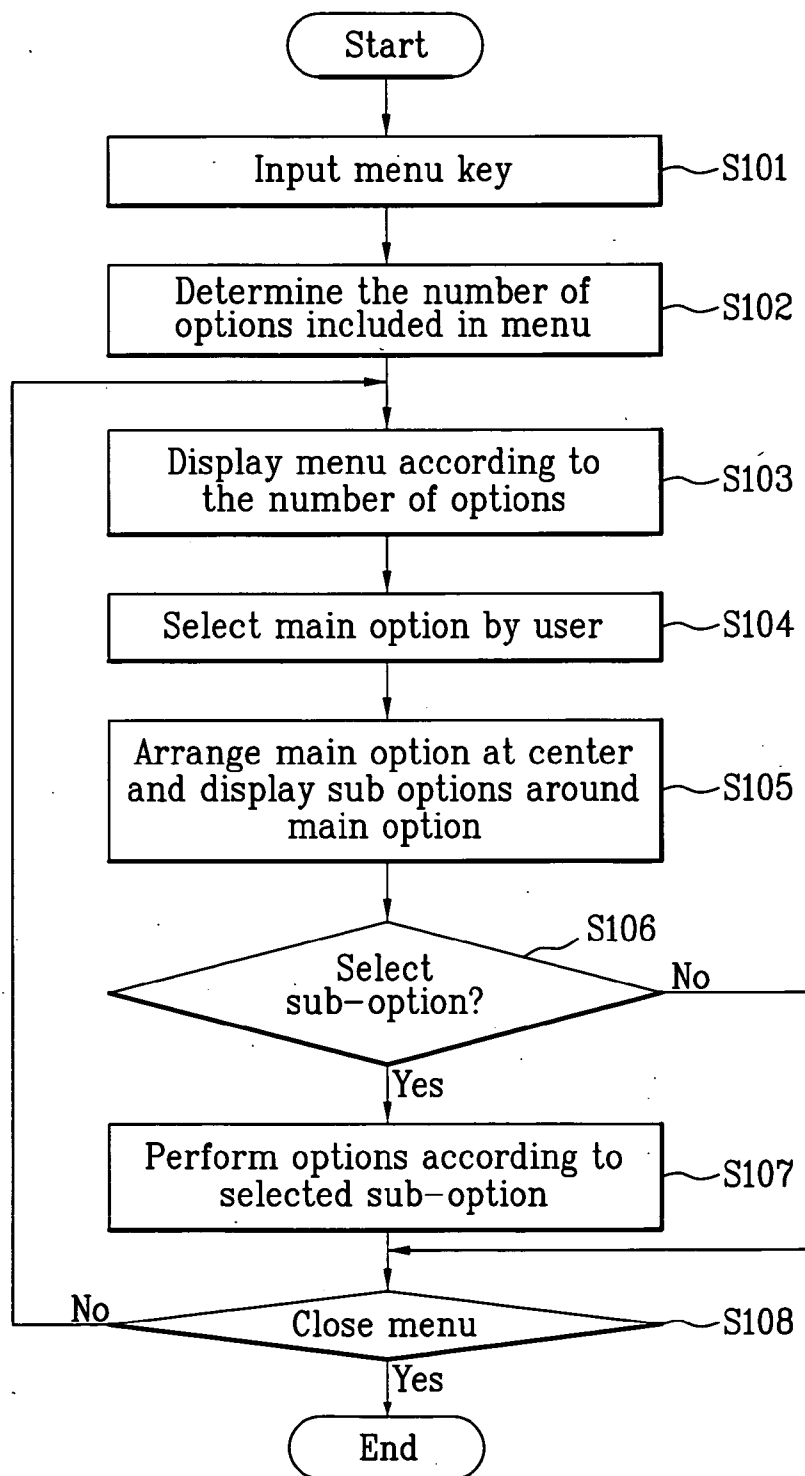 Start
Input menu key
S101
Determine the number of
options included in menu
S102
Display menu according to
the number of options
S103
Select main option by user
S104
Arrange main option at center
and display sub options around
main option
S105
S106
Select
sub-option?
No
Yes
Perform options according to
selected sub-option
S107
No
Close menu
S108
Yes
End